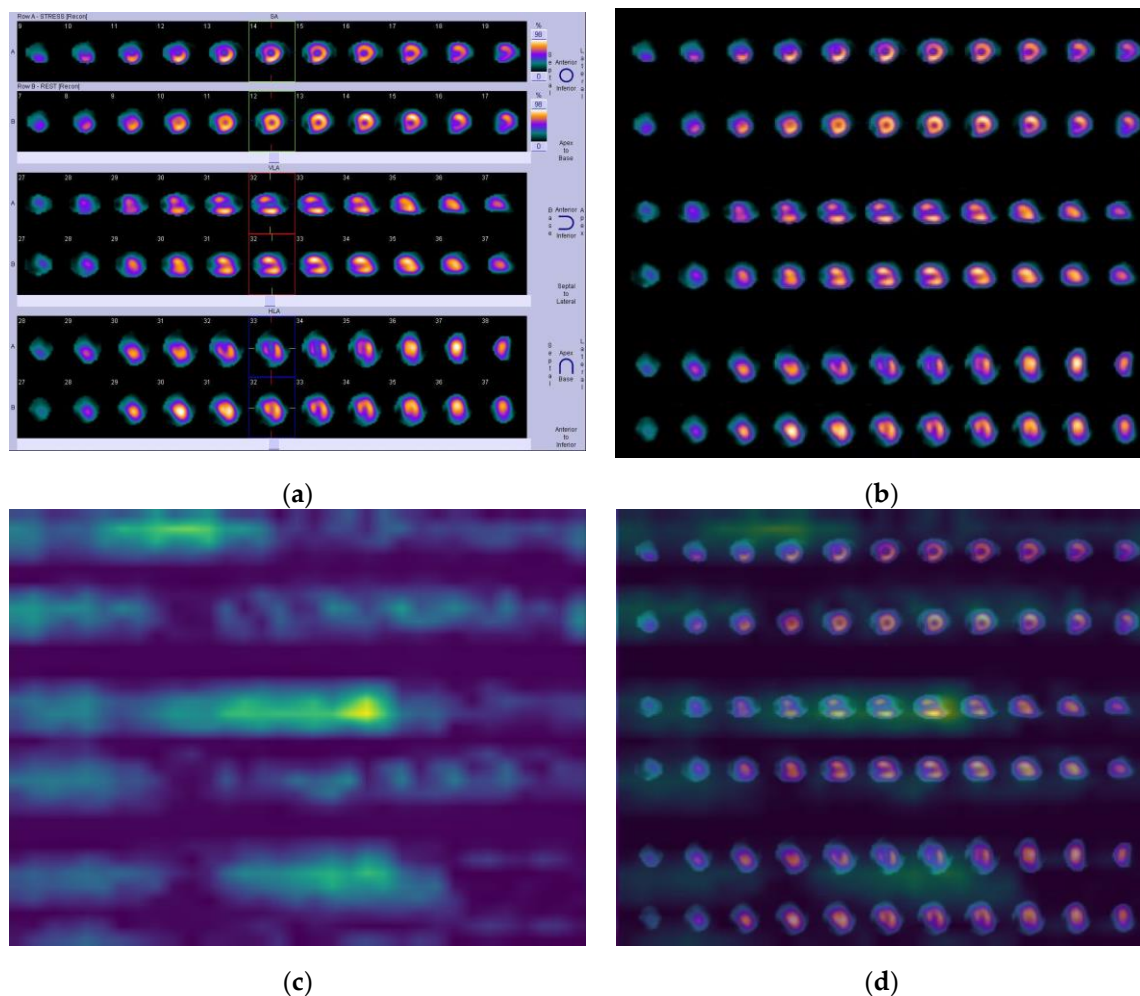 Row A - STRESS [Recon] SA
9 10 11 12 13 14 15 16 17 18 19
A
%
98
0
Septal
Anterior
Inferior
Lateral
Row B - REST [Recon]
7 8 9 10 11 12 13 14 15 16 17
B
%
98
0
Apex
to
Base
VLA
27 28 29 30 31 32 33 34 35 36 37
A
Base
Anterior
Inferior
Apex
27 28 29 30 31 32 33 34 35 36 37
B
Septal
to
Lateral
HLA
28 29 30 31 32 33 34 35 36 37 38
A
Septal
Apex
Base
Lateral
27 28 29 30 31 32 33 34 35 36 37
B
Anterior
to
Inferior
(a) (b)
(c) (d)